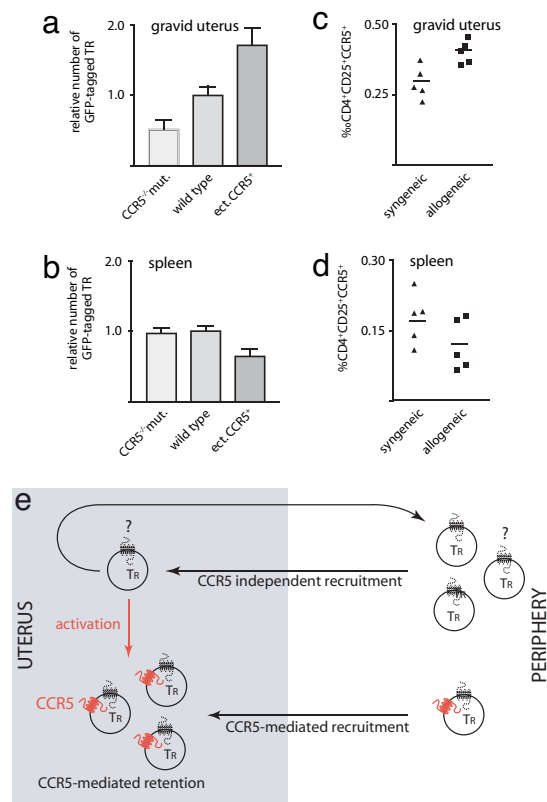 a
gravid uterus
relative number of
GFP-tagged TR
2.0
1.0
CCR5-/- mut.
wild type
ect. CCR5+
c
gravid uterus
‰CD4+CD25+CCR5+
0.50
0.25
syngeneic
allogeneic
b
spleen
relative number of
GFP-tagged TR
2.0
1.0
CCR5-/- mut.
wild type
ect. CCR5+
d
spleen
%CD4+CD25+CCR5+
0.30
0.15
syngeneic
allogeneic
e
UTERUS
PERIPHERY
?
TR
TR
?
TR
TR
CCR5 independent recruitment
activation
CCR5
TR
TR
TR
TR
CCR5-mediated recruitment
CCR5-mediated retention